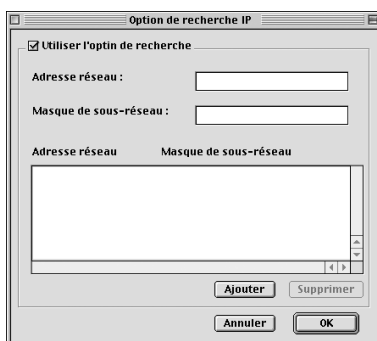 Option de recherche IP
Utiliser l'optin de recherche
Adresse réseau :
Masque de sous-réseau :
Adresse réseau Masque de sous-réseau
Ajouter Supprimer
Annuler OK